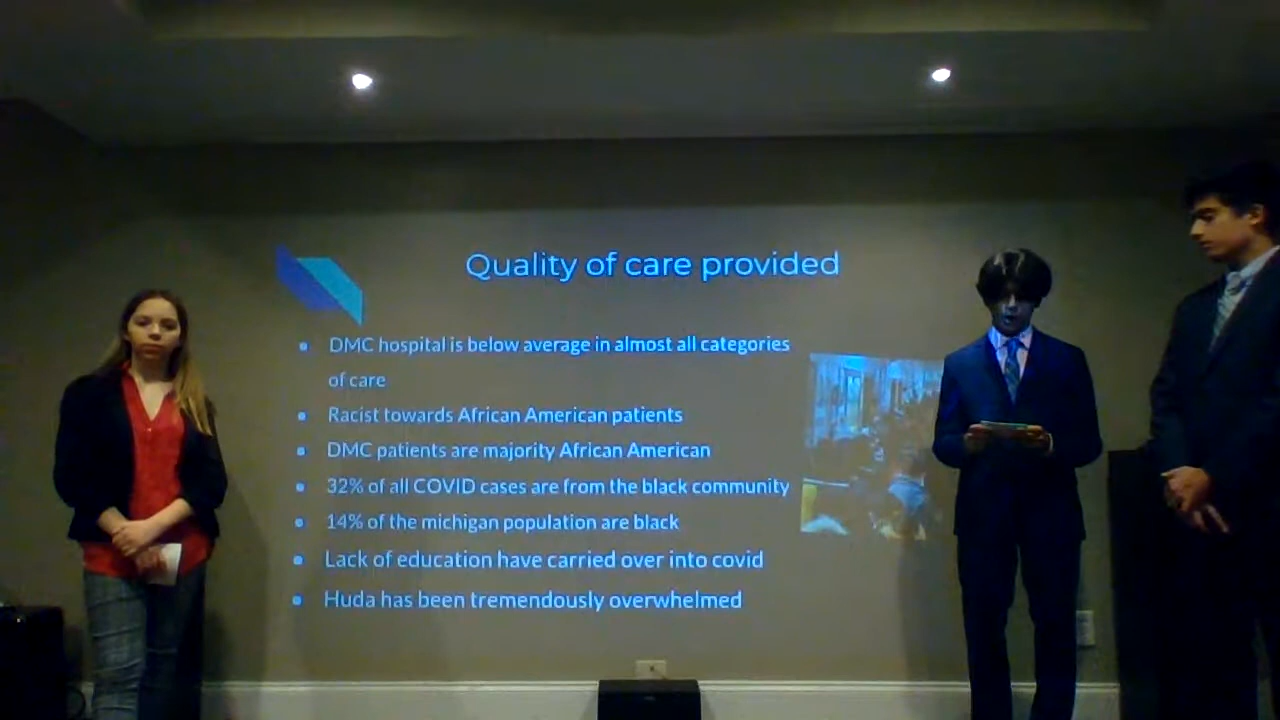 Quality of care provided
DMC hospital is below average in almost all categories
of care
Racist towards African American patients
DMC patients are majority African American
32% of all COVID cases are from the black community
14% of the michigan population are black
Lack of education have carried over into covid
Huda has been tremendously overwhelmed